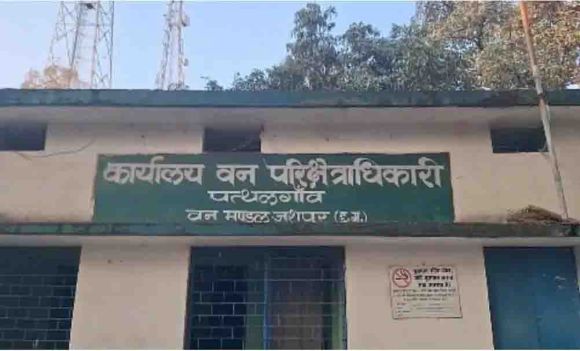 कार्यालय वन परिक्षेत्राधिकारी
पत्थलगाँव
वन मण्डल जशपुर (छ.ग.)